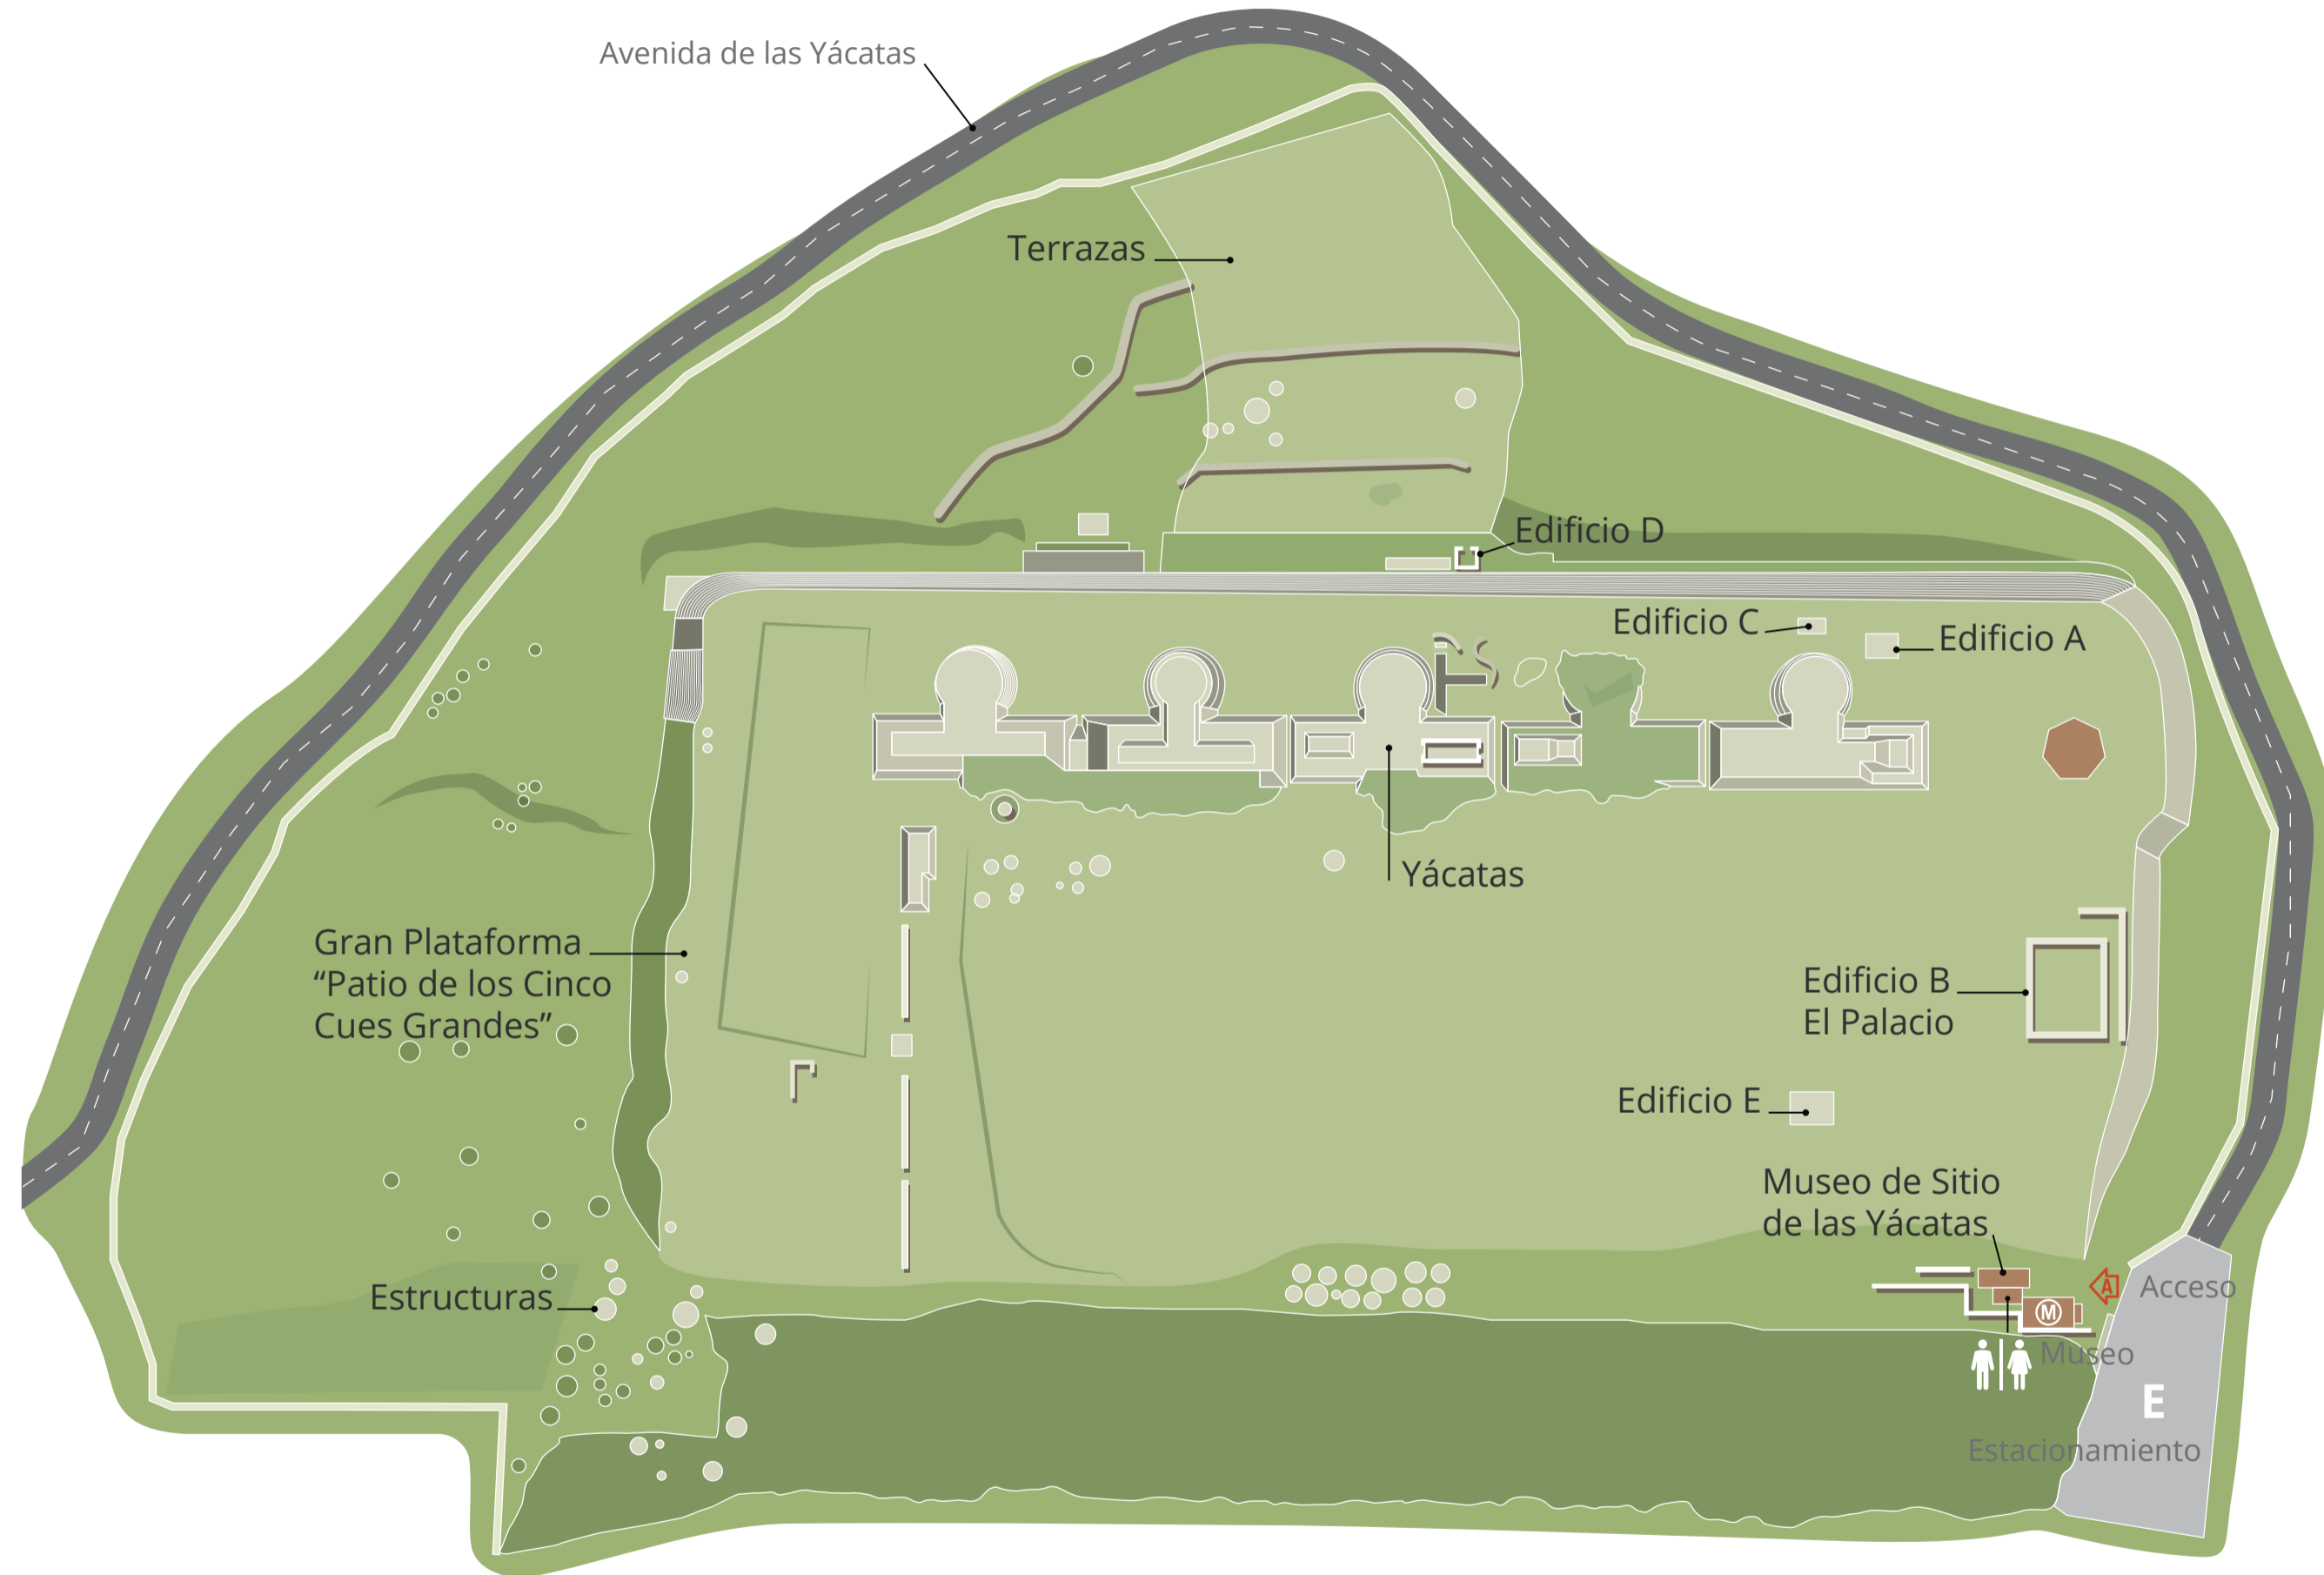 Avenida de las Yácatas
Terrazas
Edificio D
Edificio C
Edificio A
Yácatas
Gran Plataforma
“Patio de los Cinco
Cues Grandes”
Edificio B
El Palacio
Edificio E
Museo de Sitio
de las Yácatas
Estructuras
A
Acceso
M
Museo
E
Estacionamiento